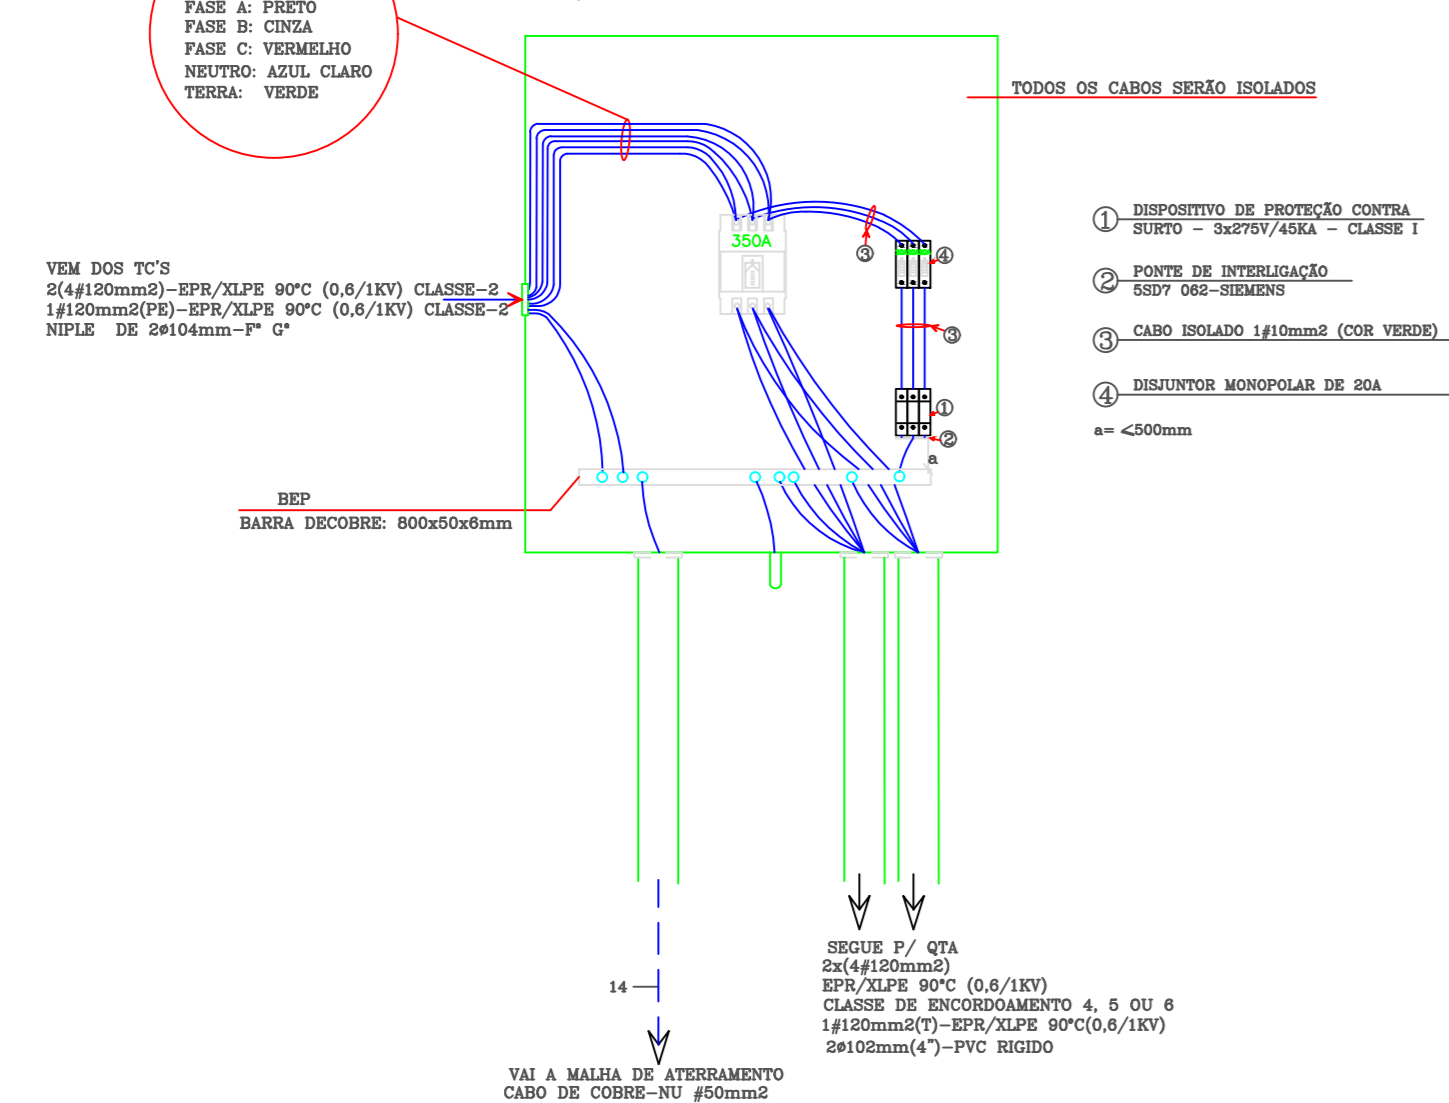 FASE A: PRETO
FASE B: CINZA
FASE C: VERMELHO
NEUTRO: AZUL CLARO
TERRA: VERDE
TODOS OS CABOS SERÃO ISOLADOS
350A
3
4
3
1
2
a
1 DISPOSITIVO DE PROTEÇÃO CONTRA
SURTO - 3x275V/45KA - CLASSE I
2 PONTE DE INTERLIGAÇÃO
5SD7 062-SIEMENS
3 CABO ISOLADO 1#10mm2 (COR VERDE)
4 DISJUNTOR MONOPOLAR DE 20A
a= <500mm
VEM DOS TC'S
2(4#120mm2)-EPR/XLPE 90°C (0,6/1KV) CLASSE-2
1#120mm2(PE)-EPR/XLPE 90°C (0,6/1KV) CLASSE-2
NIPLE DE 2ø104mm-Fº Gº
BEP
BARRA DECOBRE: 800x50x6mm
14
VAI A MALHA DE ATERRAMENTO
CABO DE COBRE-NU #50mm2
SEGUE P/ QTA
2x(4#120mm2)
EPR/XLPE 90°C (0,6/1KV)
CLASSE DE ENCORDOAMENTO 4, 5 OU 6
1#120mm2(T)-EPR/XLPE 90°C(0,6/1KV)
2ø102mm(4")-PVC RIGIDO